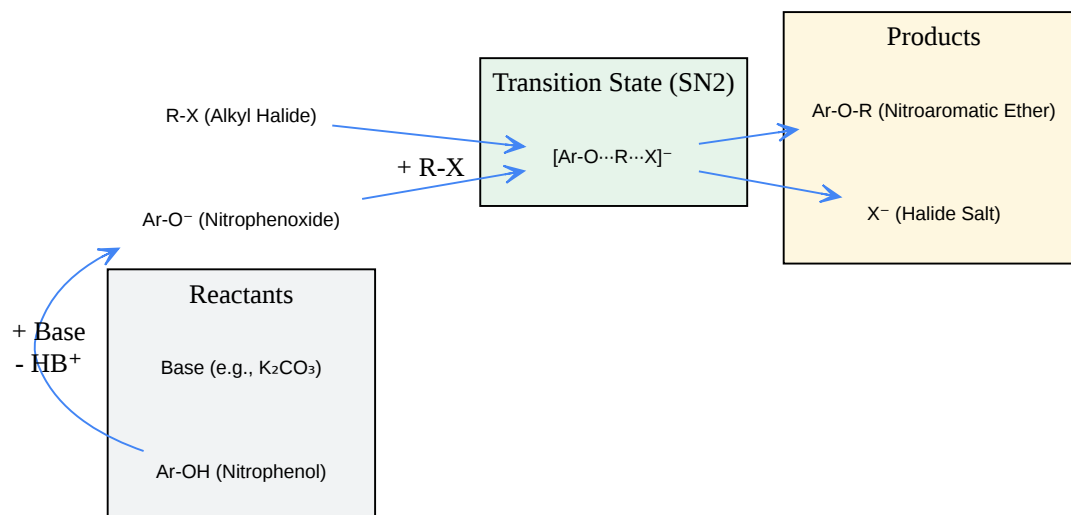 Products
Transition State (SN2)
Ar-O-R (Nitroaromatic Ether)
R-X (Alkyl Halide)
[Ar-O···R···X]⁻
+ R-X
Ar-O⁻ (Nitrophenoxide)
X⁻ (Halide Salt)
Reactants
+ Base
- HB⁺
Base (e.g., K₂CO₃)
Ar-OH (Nitrophenol)